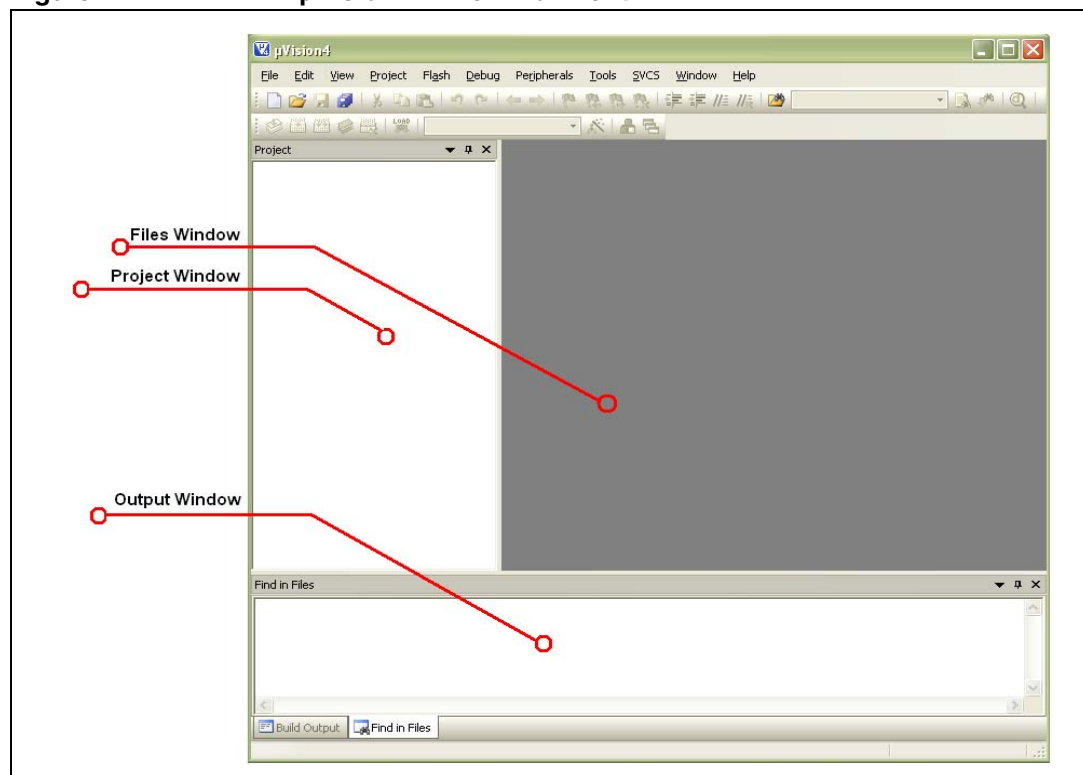 µVision4
File Edit View Project Flash Debug Peripherals Tools SVCS Window Help
LOAD
Project
Files Window
Project Window
Output Window
Find in Files
Build Output Find in Files